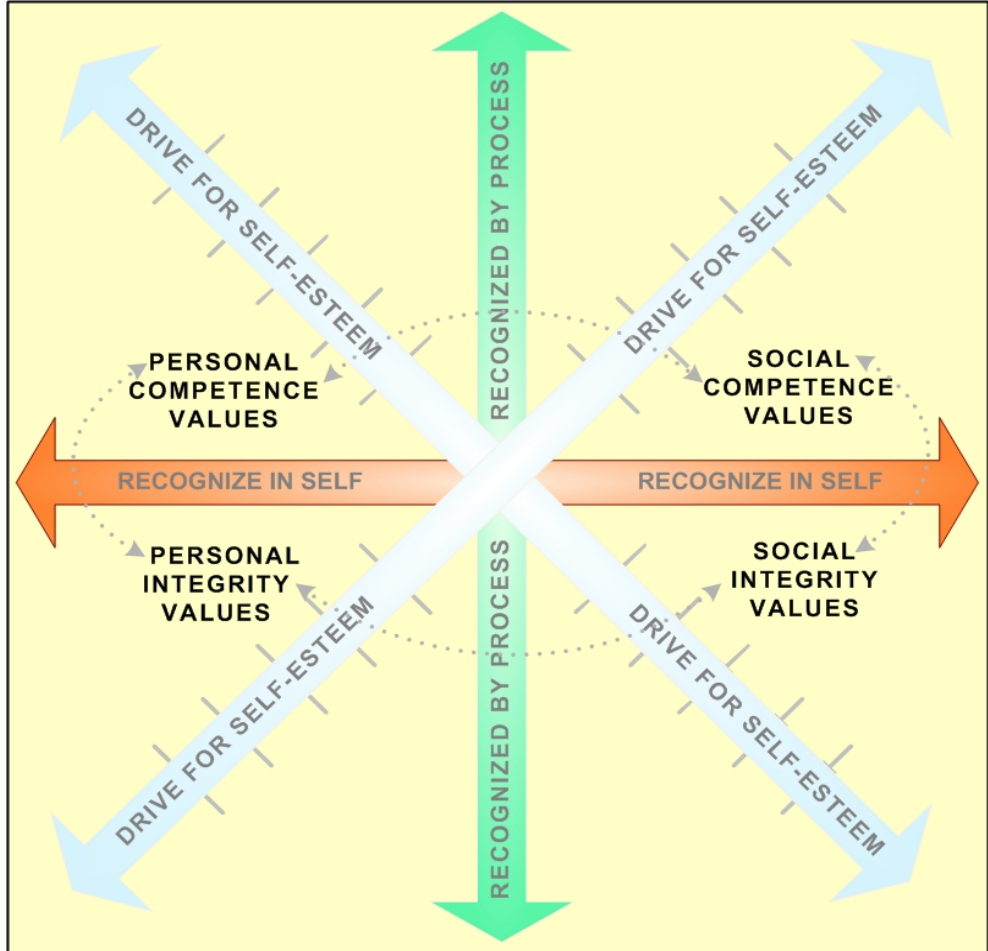 RECOGNIZED BY PROCESS
DRIVE FOR SELF-ESTEEM
DRIVE FOR SELF-ESTEEM
PERSONAL
COMPETENCE
VALUES
SOCIAL
COMPETENCE
VALUES
RECOGNIZE IN SELF
RECOGNIZE IN SELF
PERSONAL
INTEGRITY
VALUES
SOCIAL
INTEGRITY
VALUES
DRIVE FOR SELF-ESTEEM
RECOGNIZED BY PROCESS
DRIVE FOR SELF-ESTEEM